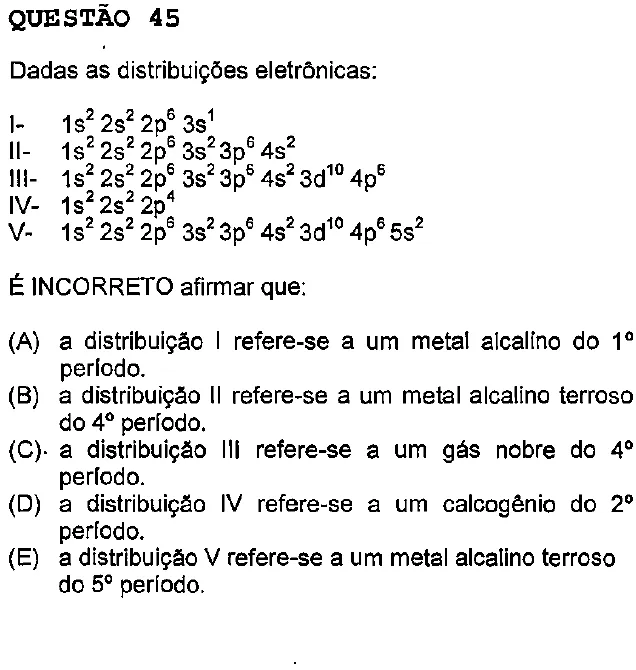 QUESTÃO 45
Dadas as distribuições eletrônicas:
I- 1s² 2s² 2p⁶ 3s¹
II- 1s² 2s² 2p⁶ 3s² 3p⁶ 4s²
III- 1s² 2s² 2p⁶ 3s² 3p⁶ 4s² 3d¹⁰ 4p⁶
IV- 1s² 2s² 2p⁴
V- 1s² 2s² 2p⁶ 3s² 3p⁶ 4s² 3d¹⁰ 4p⁶ 5s²
É INCORRETO afirmar que:
(A) a distribuição I refere-se a um metal alcalino do 1º
período.
(B) a distribuição II refere-se a um metal alcalino terroso
do 4º período.
(C) a distribuição III refere-se a um gás nobre do 4º
período.
(D) a distribuição IV refere-se a um calcogênio do 2º
período.
(E) a distribuição V refere-se a um metal alcalino terroso
do 5º período.